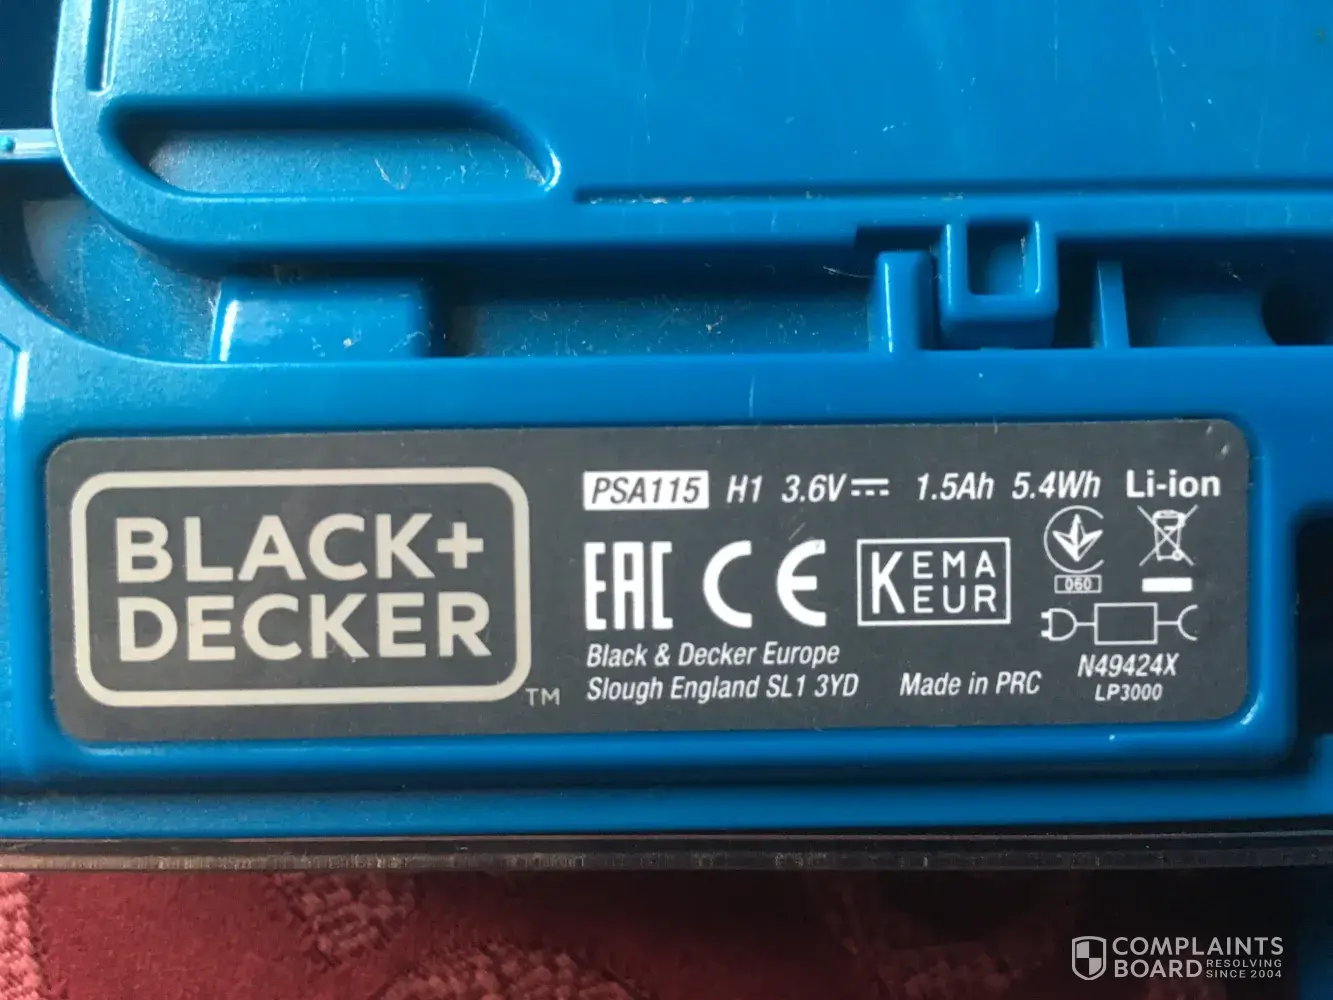 BLACK+
DECKER
TM
PSA115 H1 3.6V 1.5Ah 5.4Wh Li-ion
EAC CE KEMA
KEUR
060
Black & Decker Europe
Slough England SL1 3YD Made in PRC
N49424X
LP3000
COMPLAINTS
BOARD RESOLVING
SINCE 2004